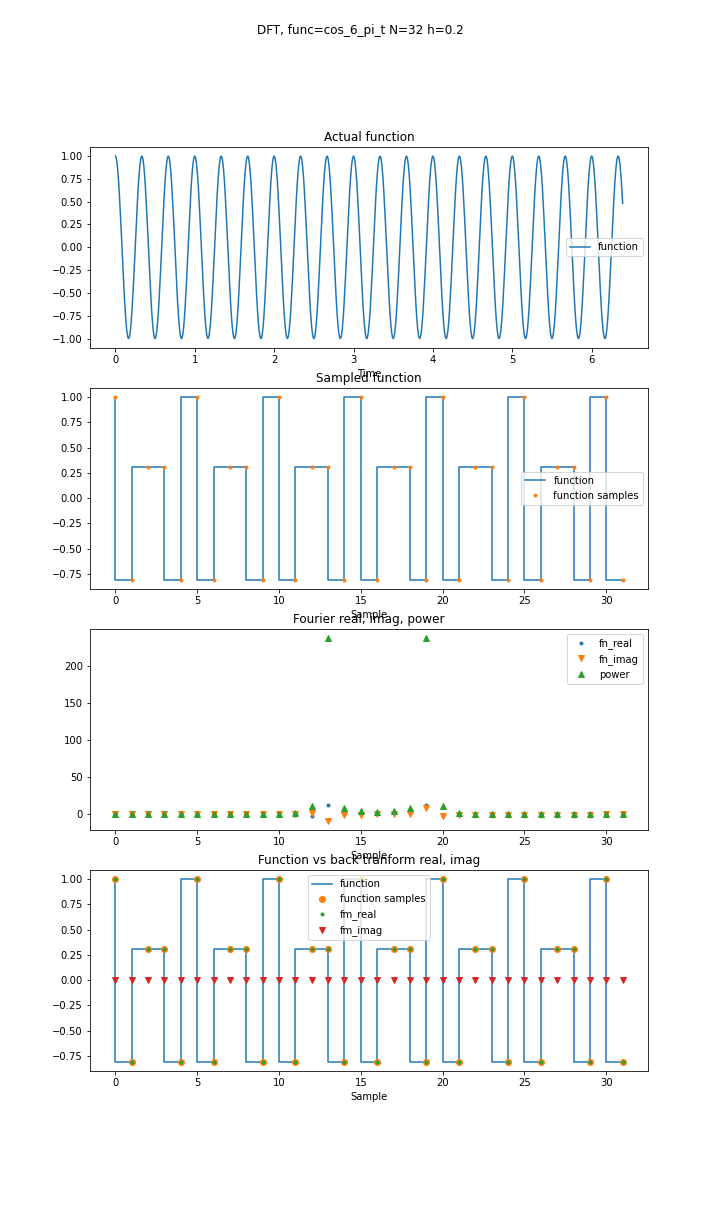 DFT, func=cos_6_pi_t N=32 h=0.2
Actual function
1.00
0.75
0.50
0.25
0.00
−0.25
−0.50
−0.75
−1.00
function
0 1 2 3 4 5 6
Time
Sampled function
1.00
0.75
0.50
0.25
0.00
−0.25
−0.50
−0.75
function
function samples
0 5 10 15 20 25 30
Sample
Fourier real, imag, power
200
150
100
50
0
fn_real
fn_imag
power
0 5 10 15 20 25 30
Sample
Function vs back tranform real, imag
1.00
0.75
0.50
0.25
0.00
−0.25
−0.50
−0.75
function
function samples
fm_real
fm_imag
0 5 10 15 20 25 30
Sample